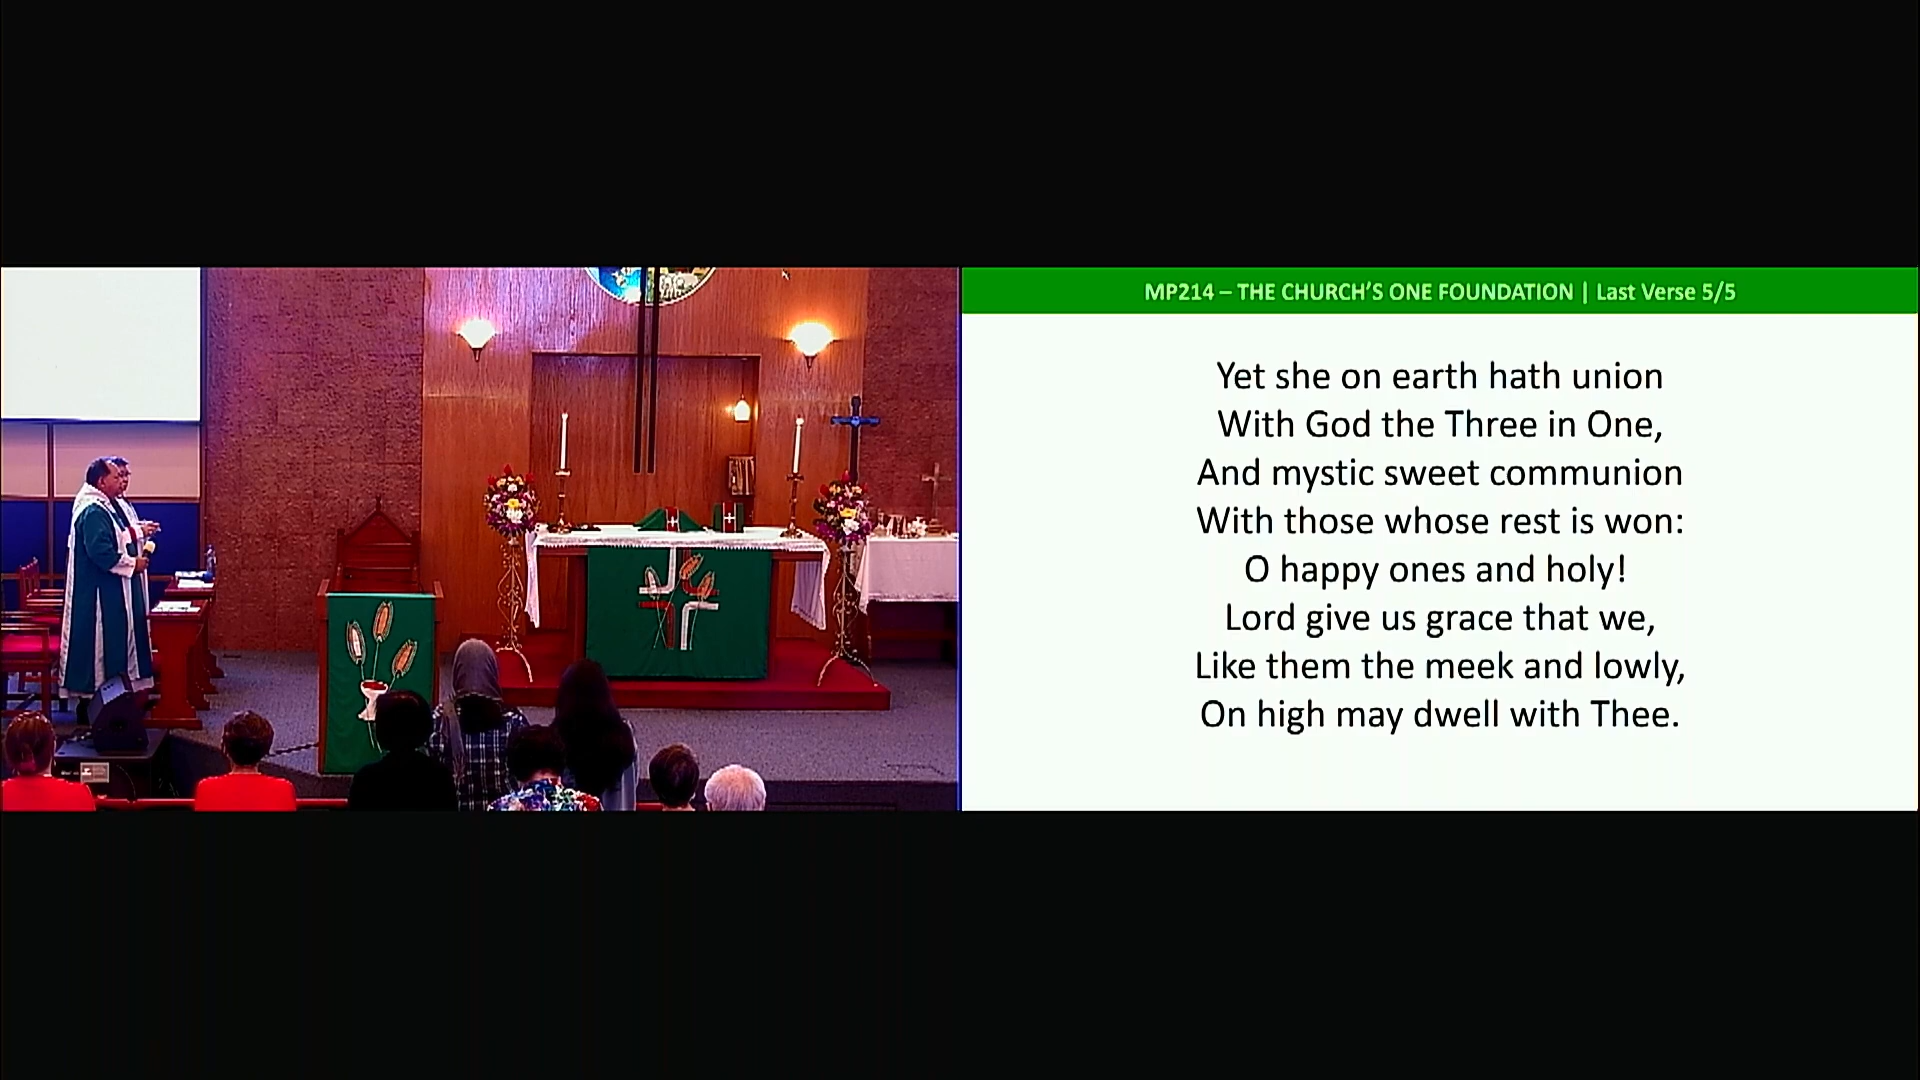 MP214 – THE CHURCH'S ONE FOUNDATION | Last Verse 5/5
Yet she on earth hath union
With God the Three in One,
And mystic sweet communion
With those whose rest is won:
O happy ones and holy!
Lord give us grace that we,
Like them the meek and lowly,
On high may dwell with Thee.